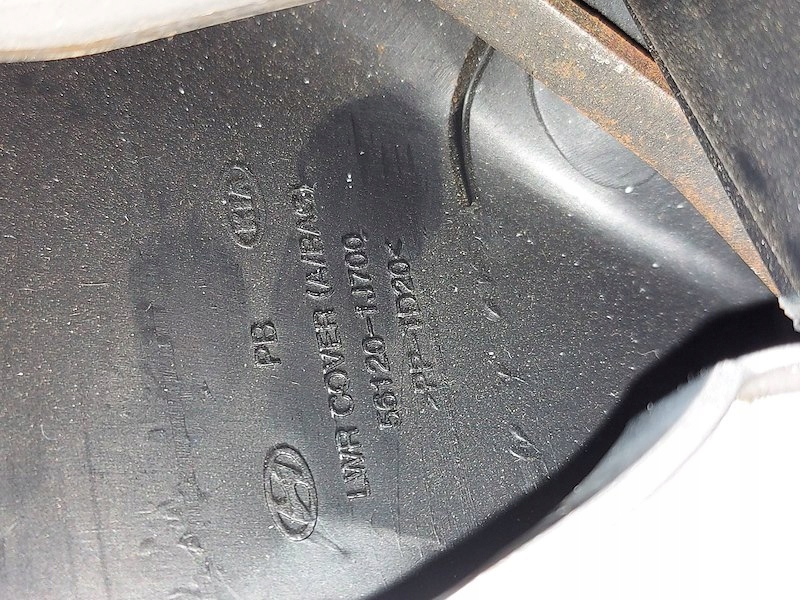 PB KIA
LWR COVER (A/BAG)
56120-1J700
>PP-TD20<